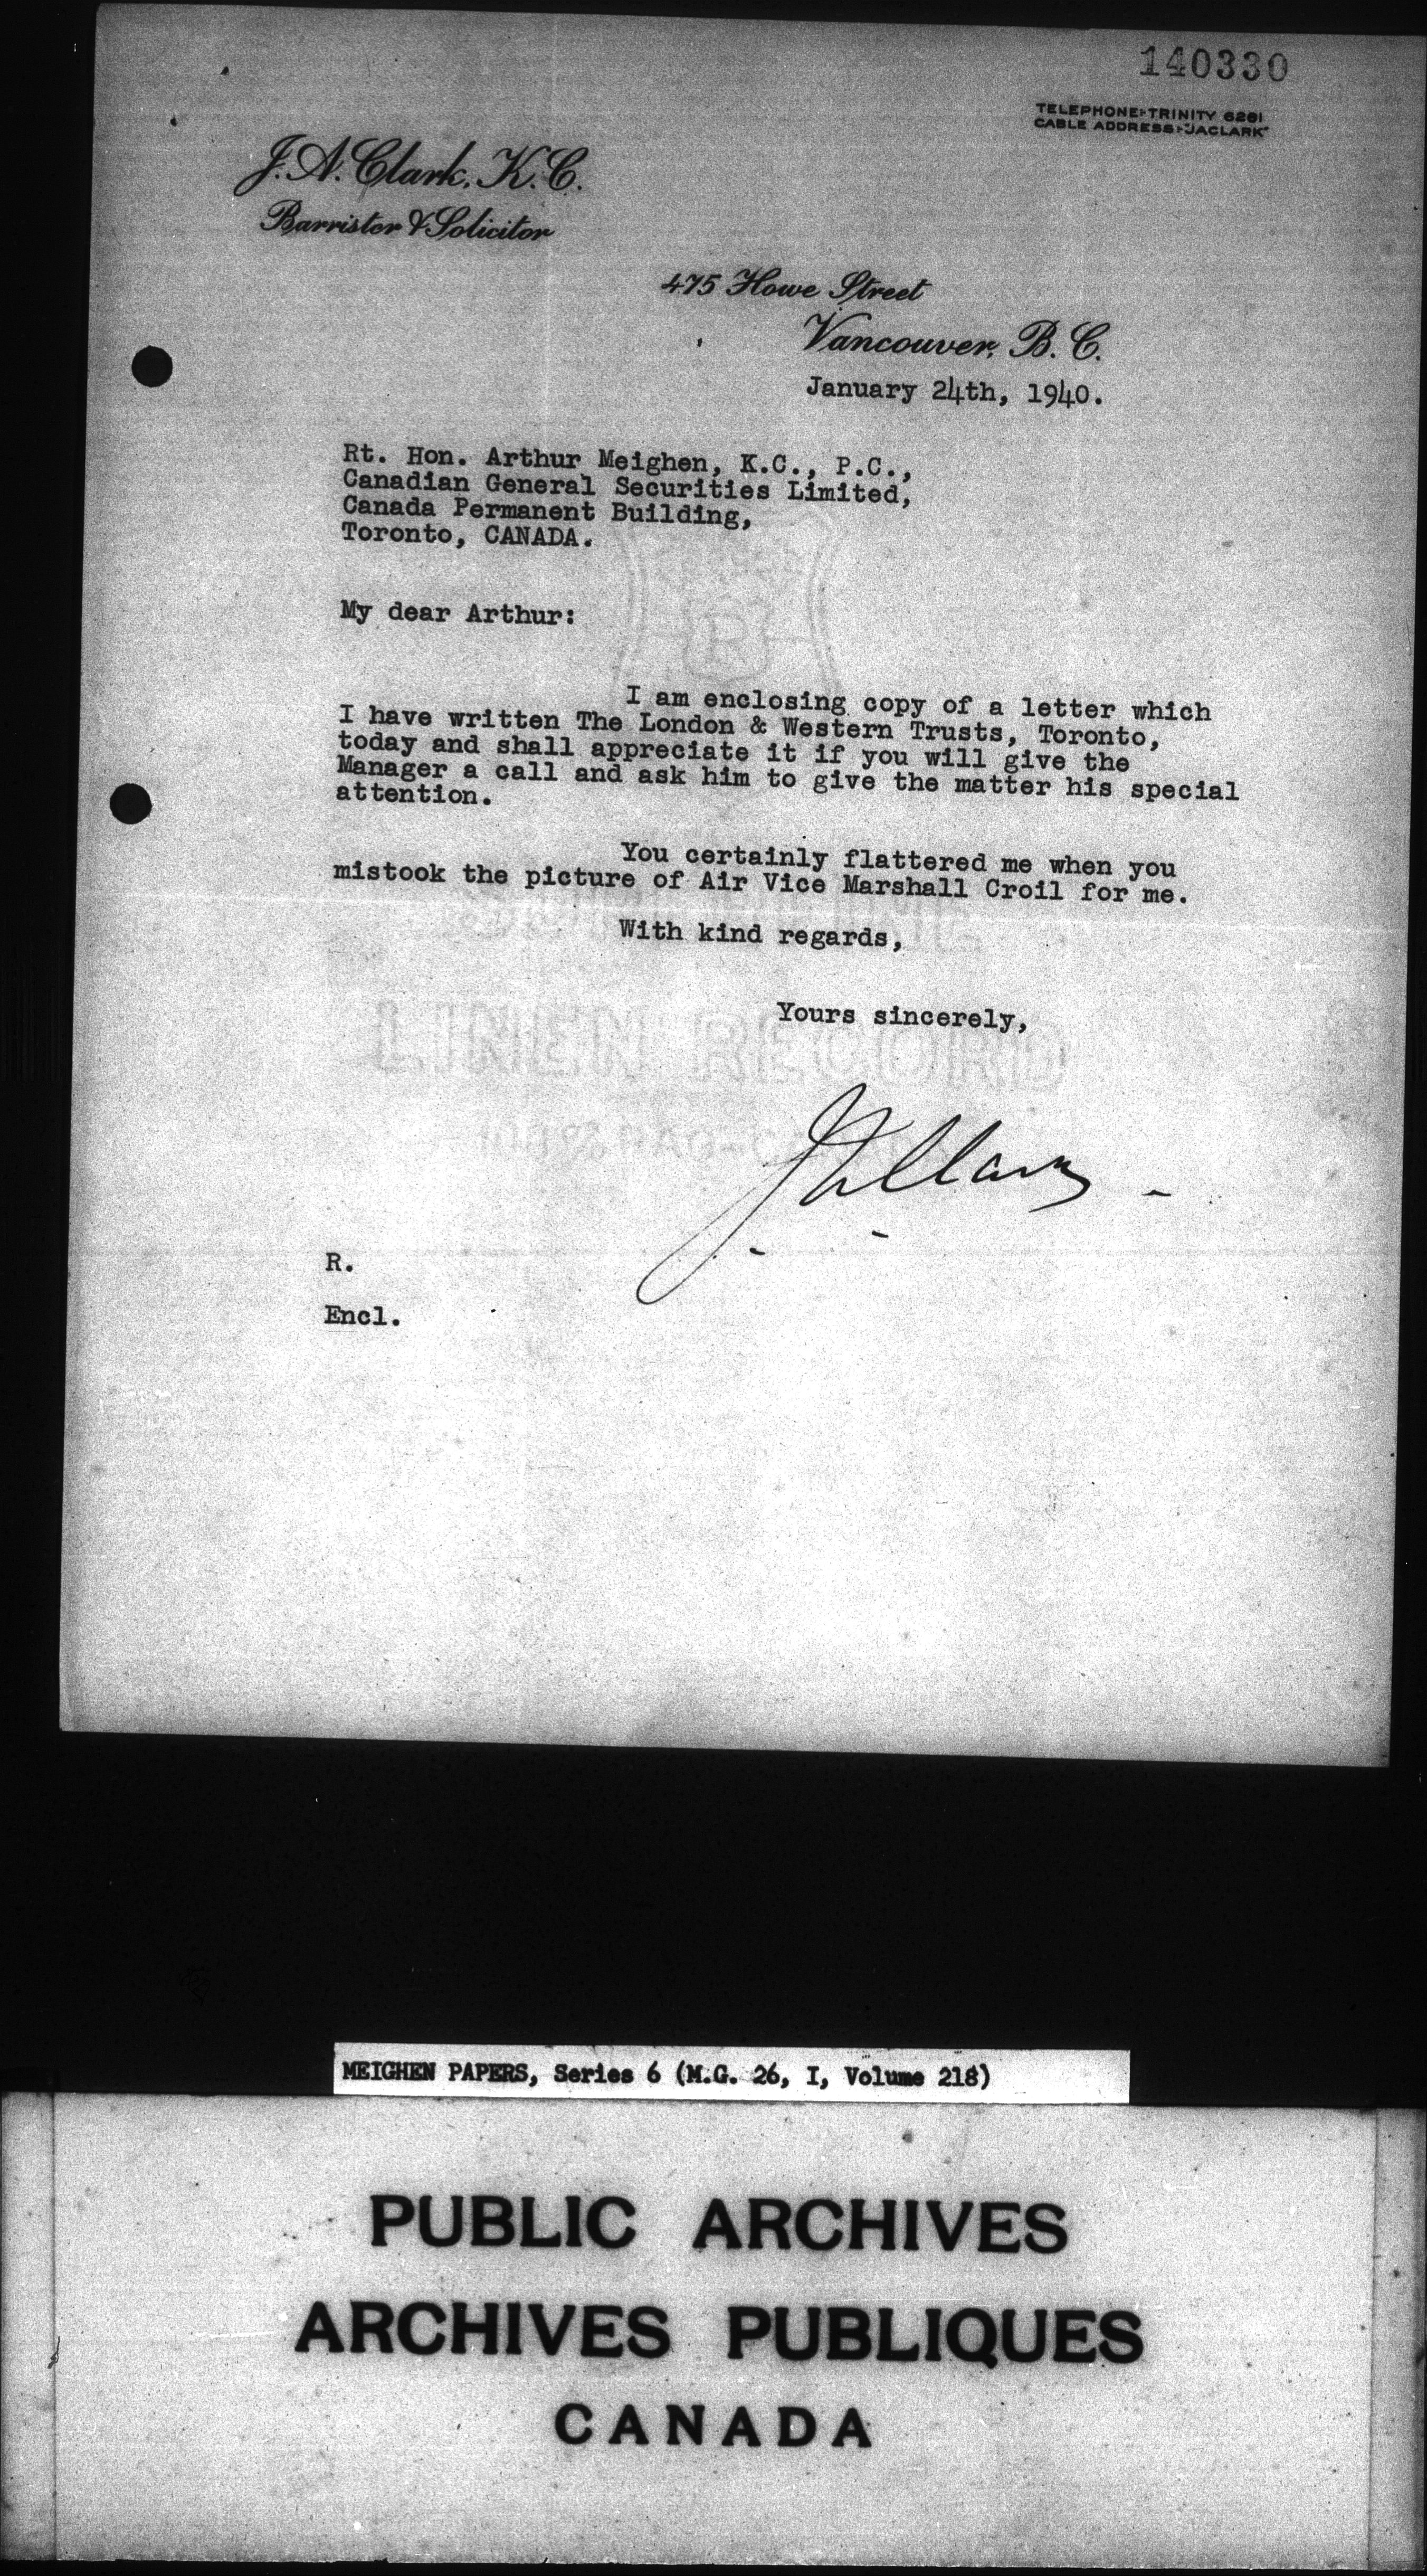 140330
TELEPHONE: TRINITY 6261
CABLE ADDRESS: "JACLARK"
J. A. Clark, K. C.
Barrister & Solicitor
475 Howe Street
Vancouver, B. C.
January 24th, 1940.
Rt. Hon. Arthur Meighen, K.C., P.C.,
Canadian General Securities Limited,
Canada Permanent Building,
Toronto, CANADA.
My dear Arthur:
I am enclosing copy of a letter which
I have written The London & Western Trusts, Toronto,
today and shall appreciate it if you will give the
Manager a call and ask him to give the matter his special
attention.
You certainly flattered me when you
mistook the picture of Air Vice Marshall Croil for me.
With kind regards,
Yours sincerely,
LINEN RECORD
JAClark
R.
Encl.
MEIGHEN PAPERS, Series 6 (M.G. 26, I, Volume 218)
PUBLIC ARCHIVES
ARCHIVES PUBLIQUES
CANADA